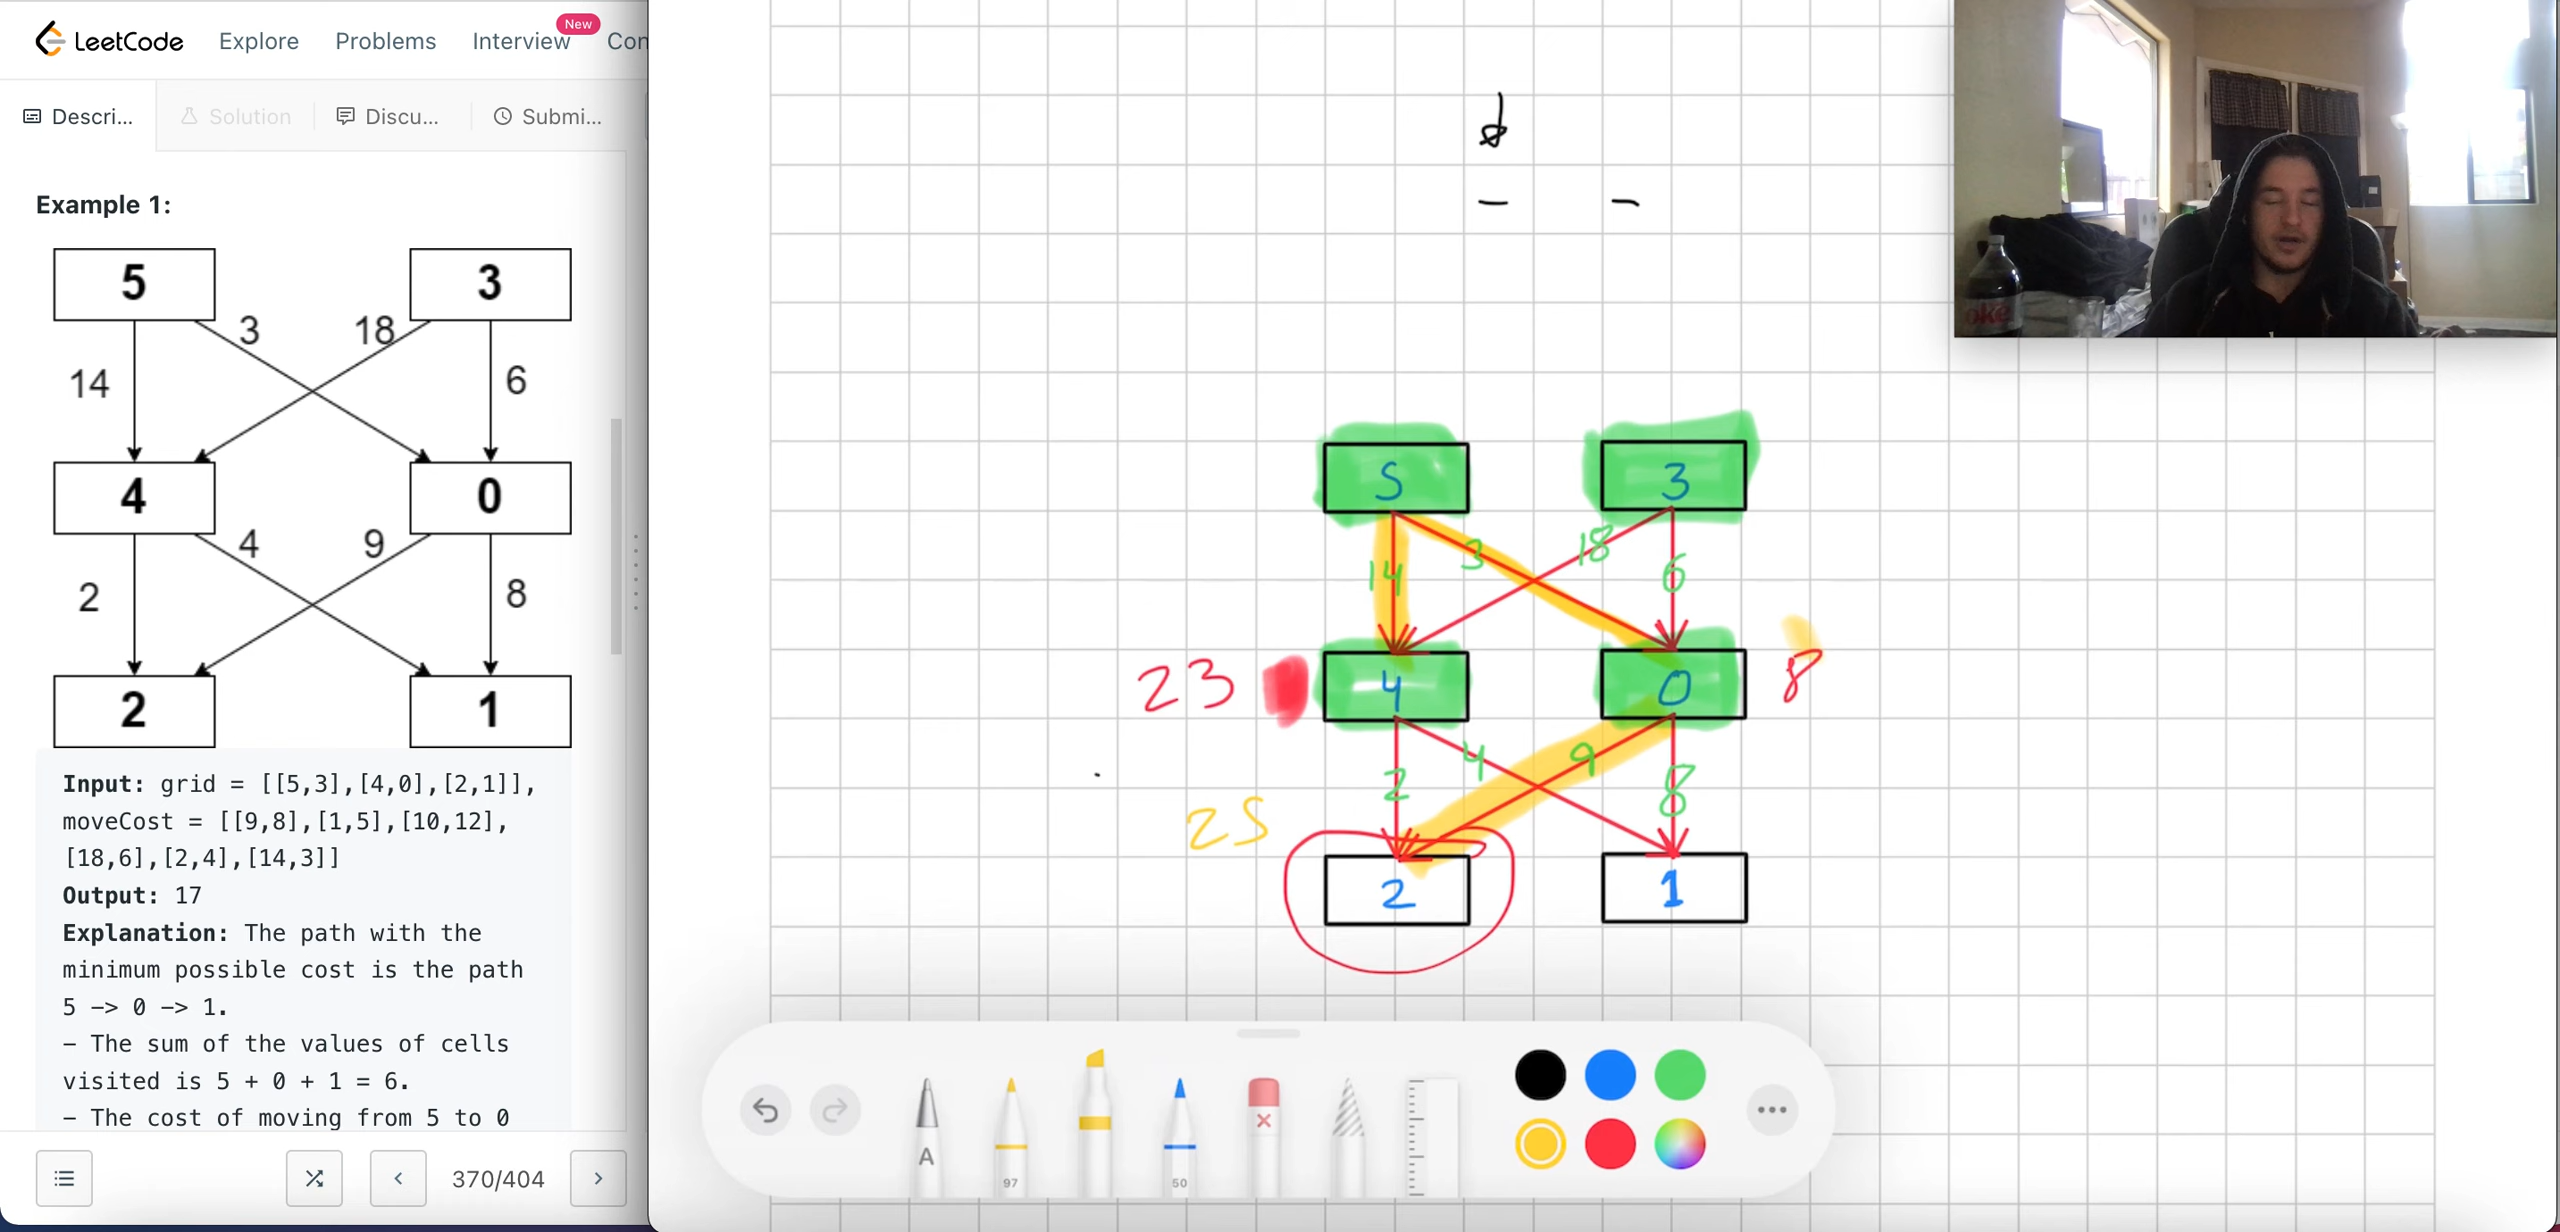 LeetCode Explore Problems Interview New Con
Descri... Solution Discu... Submi...
Example 1:
5 3
3 18
14 6
4 0
4 9
2 8
2 1
Input: grid = [[5,3],[4,0],[2,1]],
moveCost = [[9,8],[1,5],[10,12],
[18,6],[2,4],[14,3]]
Output: 17
Explanation: The path with the
minimum possible cost is the path
5 -> 0 -> 1.
- The sum of the values of cells
visited is 5 + 0 + 1 = 6.
- The cost of moving from 5 to 0
370/404
5 3
14 3 18 6
23 4 0 8
2 4 9 8
25
2 1
A 97 50
oke